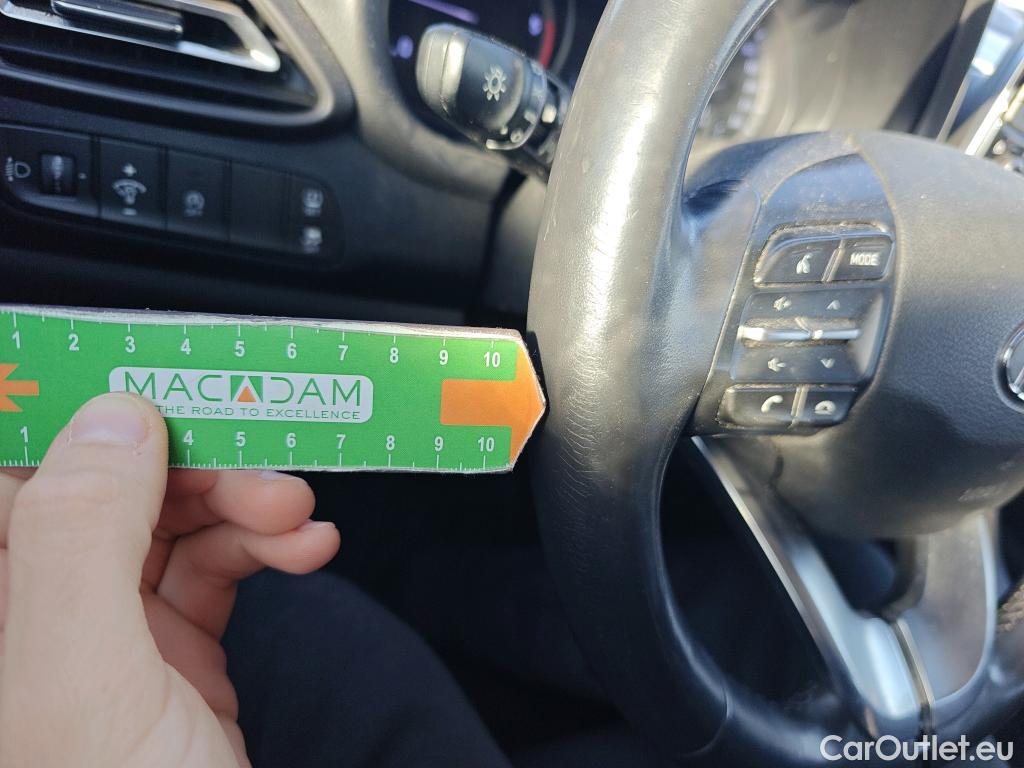 MODE
1 2 3 4 5 6 7 8 9 10
MACADAM
THE ROAD TO EXCELLENCE
1 4 5 6 7 8 9 10
CarOutlet.eu